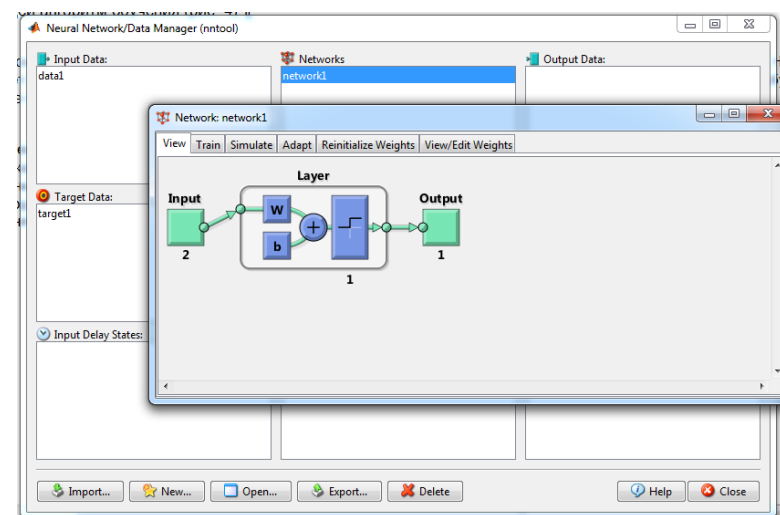 Neural Network/Data Manager (nntool)
Input Data:
data1
Networks
network1
Output Data:
Network: network1
View Train Simulate Adapt Reinitialize Weights View/Edit Weights
Layer
Input
Output
W
b
2
1
1
Target Data:
target1
Input Delay States:
Import... New... Open... Export... Delete Help Close